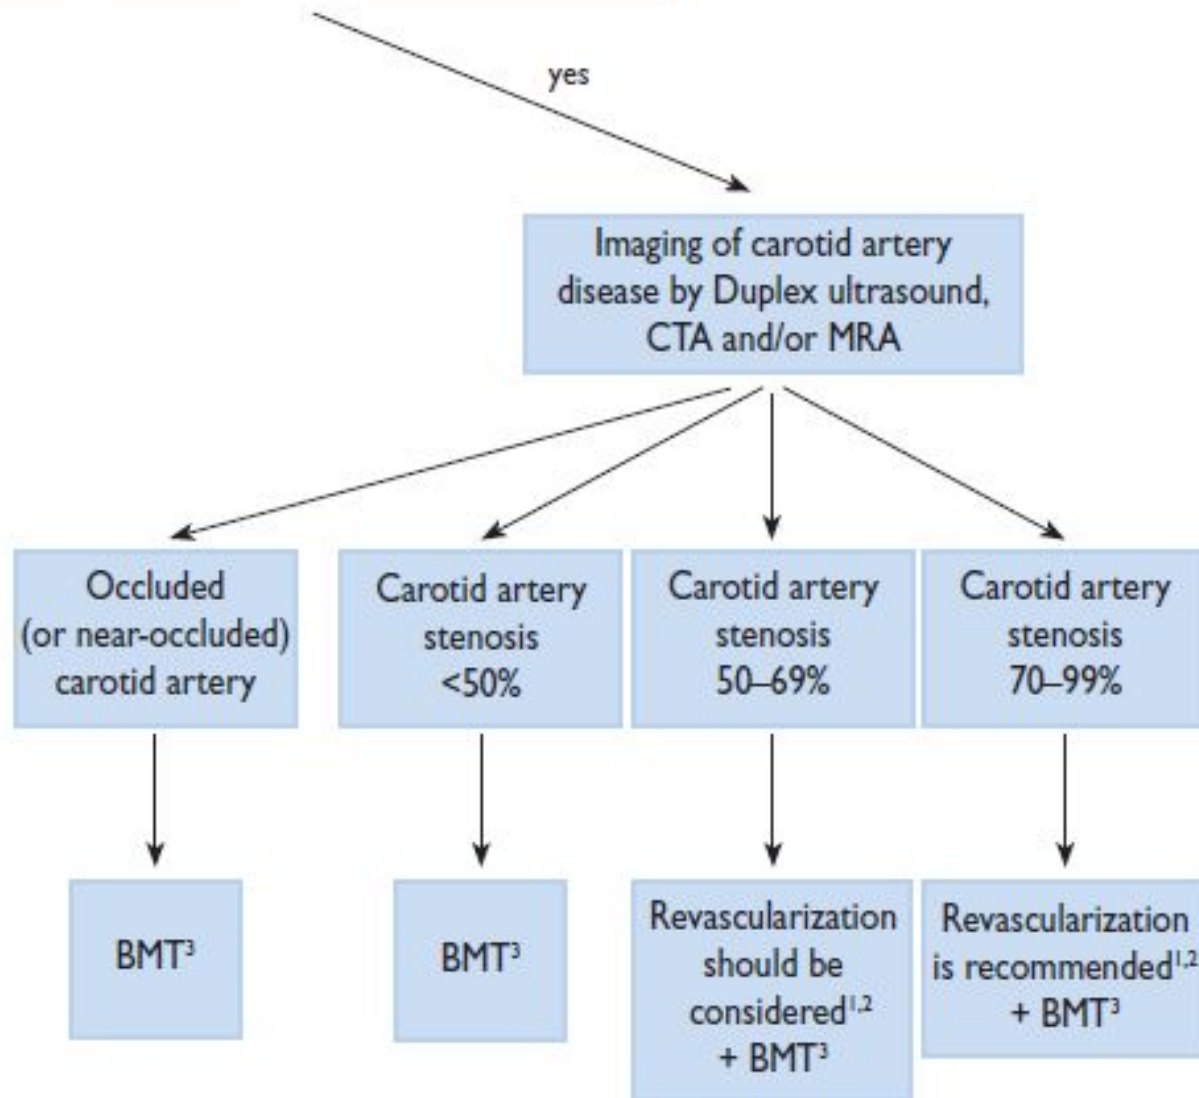 yes
Imaging of carotid artery
disease by Duplex ultrasound,
CTA and/or MRA
Occluded
(or near-occluded)
carotid artery
Carotid artery
stenosis
<50%
Carotid artery
stenosis
50–69%
Carotid artery
stenosis
70–99%
BMT³
BMT³
Revascularization
should be
considered¹,²
+ BMT³
Revascularization
is recommended¹,²
+ BMT³